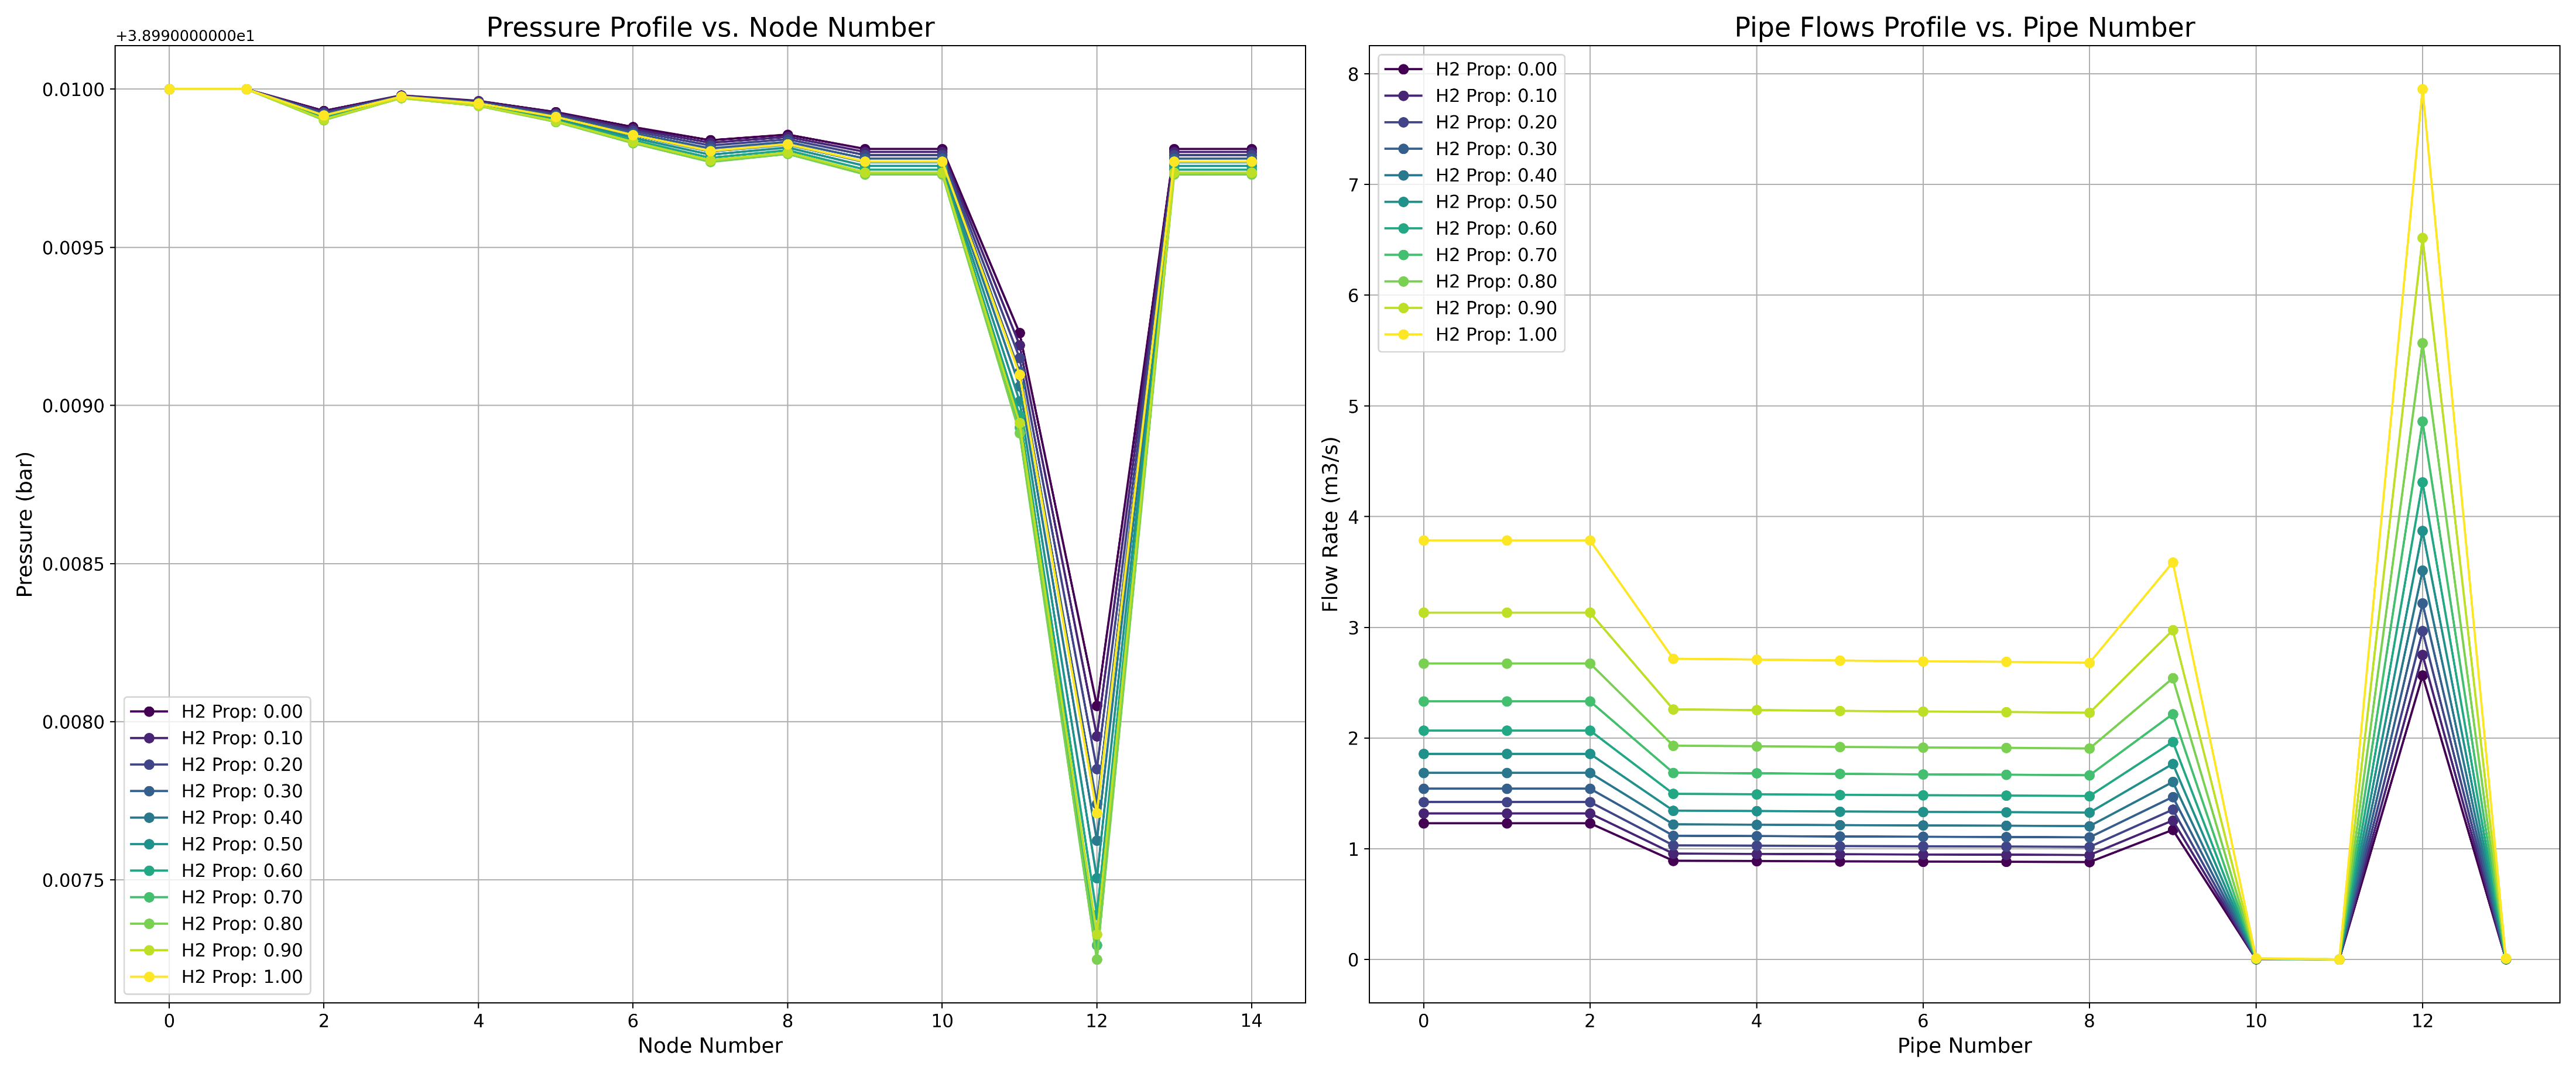 Pressure Profile vs. Node Number
+3.8990000000e1
0.0100
0.0095
0.0090
0.0085
0.0080
0.0075
Pressure (bar)
H2 Prop: 0.00
H2 Prop: 0.10
H2 Prop: 0.20
H2 Prop: 0.30
H2 Prop: 0.40
H2 Prop: 0.50
H2 Prop: 0.60
H2 Prop: 0.70
H2 Prop: 0.80
H2 Prop: 0.90
H2 Prop: 1.00
0 2 4 6 8 10 12 14
Node Number
Pipe Flows Profile vs. Pipe Number
8
7
6
5
4
3
2
1
0
Flow Rate (m3/s)
H2 Prop: 0.00
H2 Prop: 0.10
H2 Prop: 0.20
H2 Prop: 0.30
H2 Prop: 0.40
H2 Prop: 0.50
H2 Prop: 0.60
H2 Prop: 0.70
H2 Prop: 0.80
H2 Prop: 0.90
H2 Prop: 1.00
0 2 4 6 8 10 12
Pipe Number